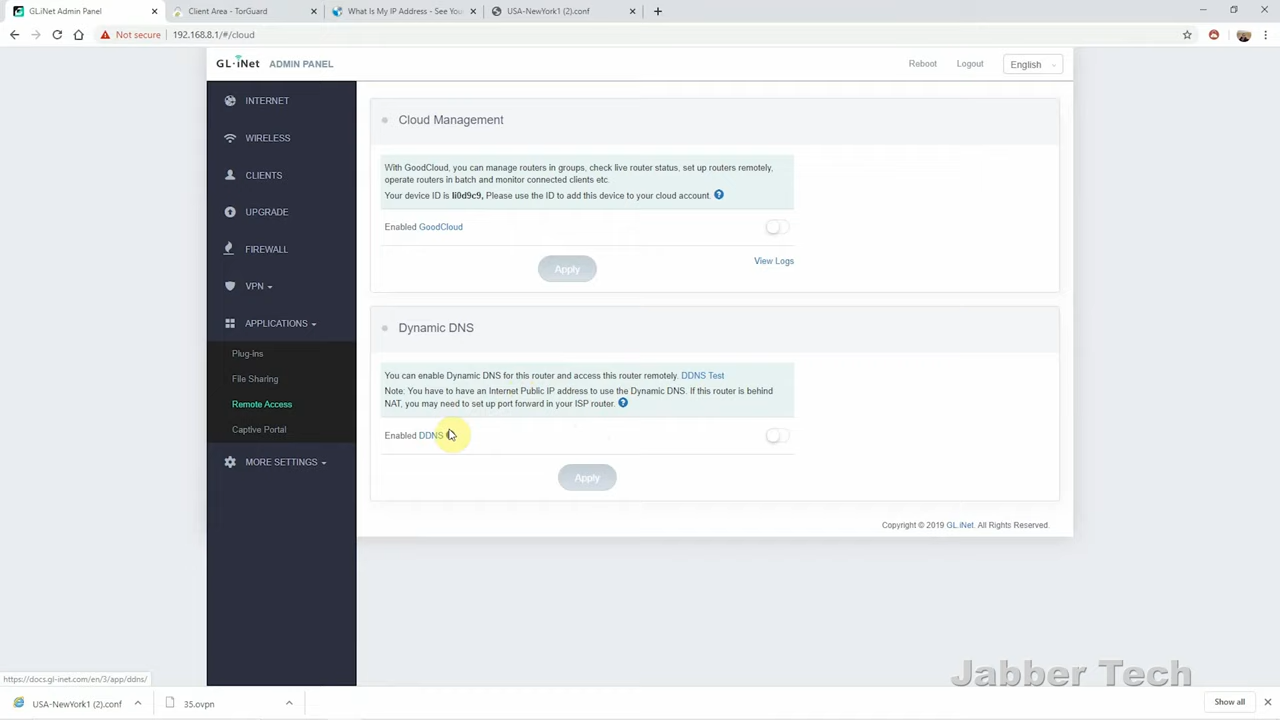 GL.iNet Admin Panel
Client Area - TorGuard
What Is My IP Address - See You
USA-NewYork1 (2).conf
Not secure
192.168.8.1/#/cloud
GL·iNet ADMIN PANEL
Reboot
Logout
English
INTERNET
WIRELESS
CLIENTS
UPGRADE
FIREWALL
VPN
APPLICATIONS
Plug-ins
File Sharing
Remote Access
Captive Portal
MORE SETTINGS
Cloud Management
With GoodCloud, you can manage routers in groups, check live router status, set up routers remotely,
operate routers in batch and monitor connected clients etc.
Your device ID is li0d9c9, Please use the ID to add this device to your cloud account.
Enabled GoodCloud
View Logs
Apply
Dynamic DNS
You can enable Dynamic DNS for this router and access this router remotely. DDNS Test
Note: You have to have an Internet Public IP address to use the Dynamic DNS. If this router is behind
NAT, you may need to set up port forward in your ISP router.
Enabled DDNS
Apply
Copyright © 2019 GL.iNet. All Rights Reserved.
Jabber Tech
https://docs.gl-inet.com/en/3/app/ddns/
USA-NewYork1 (2).conf
35.ovpn
Show all